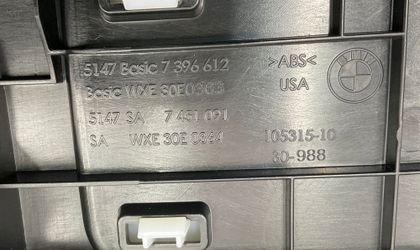 5147 Basic 7 396 612
Basic WXE 30E0363
5147 SA 7 451 091
SA WXE 30E 0364
>ABS<
USA
BMW
105315-10
30-988